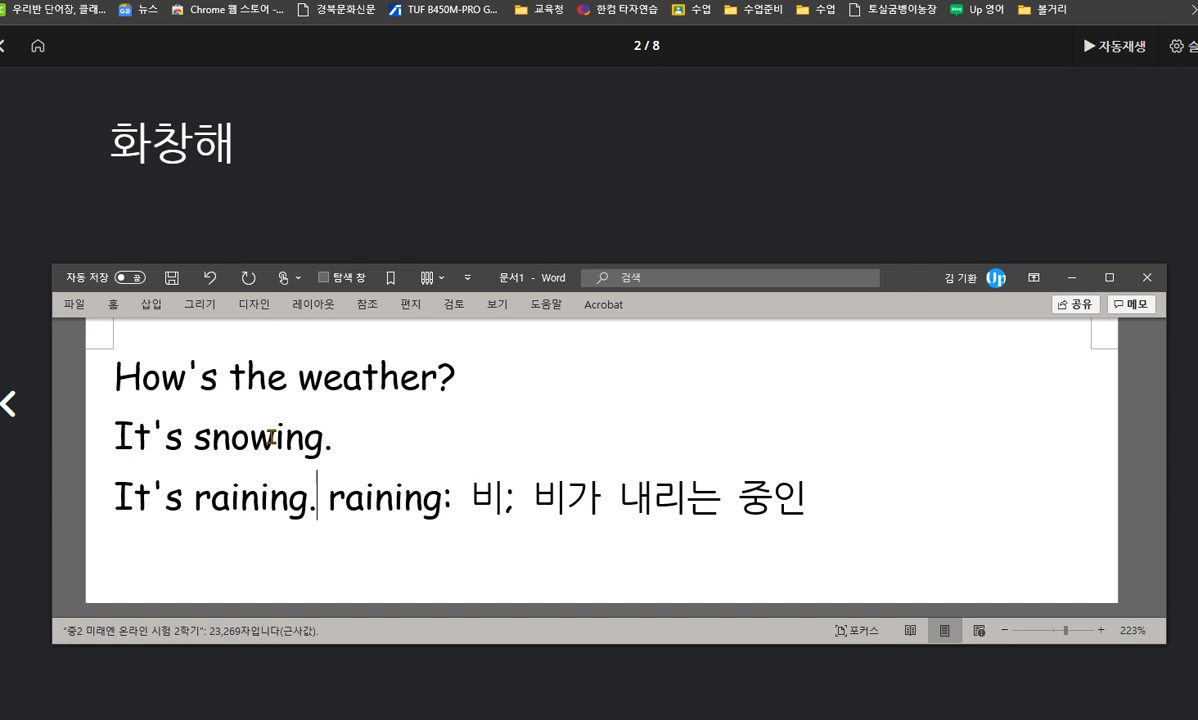 우리반 단어장, 클래... 뉴스 Chrome 웹 스토어 -... 경북문화신문 TUF B450M-PRO G... 교육청 한컴 타자연습 수업 수업준비 수업 토실굼벵이농장 Up 영어 볼거리
2 / 8 자동재생 슬
화창해
자동 저장 끔 탐색 창 문서1 - Word 검색 김 기환 Up
파일 홈 삽입 그리기 디자인 레이아웃 참조 편지 검토 보기 도움말 Acrobat 공유 메모
How's the weather?
It's snowing.
It's raining. raining: 비; 비가 내리는 중인
"중2 미래엔 온라인 시험 2학기": 23,269자입니다(근사값). 포커스 223%